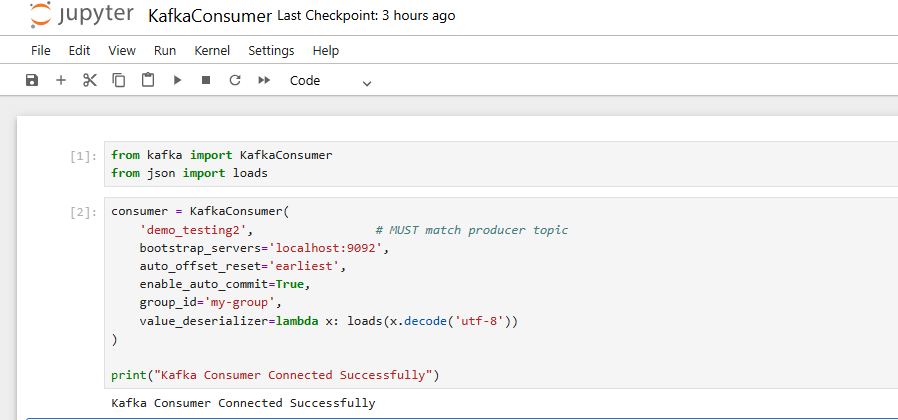 jupyter KafkaConsumer Last Checkpoint: 3 hours ago
File Edit View Run Kernel Settings Help
Code
[1]: from kafka import KafkaConsumer
from json import loads
[2]: consumer = KafkaConsumer(
    'demo_testing2',                 # MUST match producer topic
    bootstrap_servers='localhost:9092',
    auto_offset_reset='earliest',
    enable_auto_commit=True,
    group_id='my-group',
    value_deserializer=lambda x: loads(x.decode('utf-8'))
)
print("Kafka Consumer Connected Successfully")
Kafka Consumer Connected Successfully